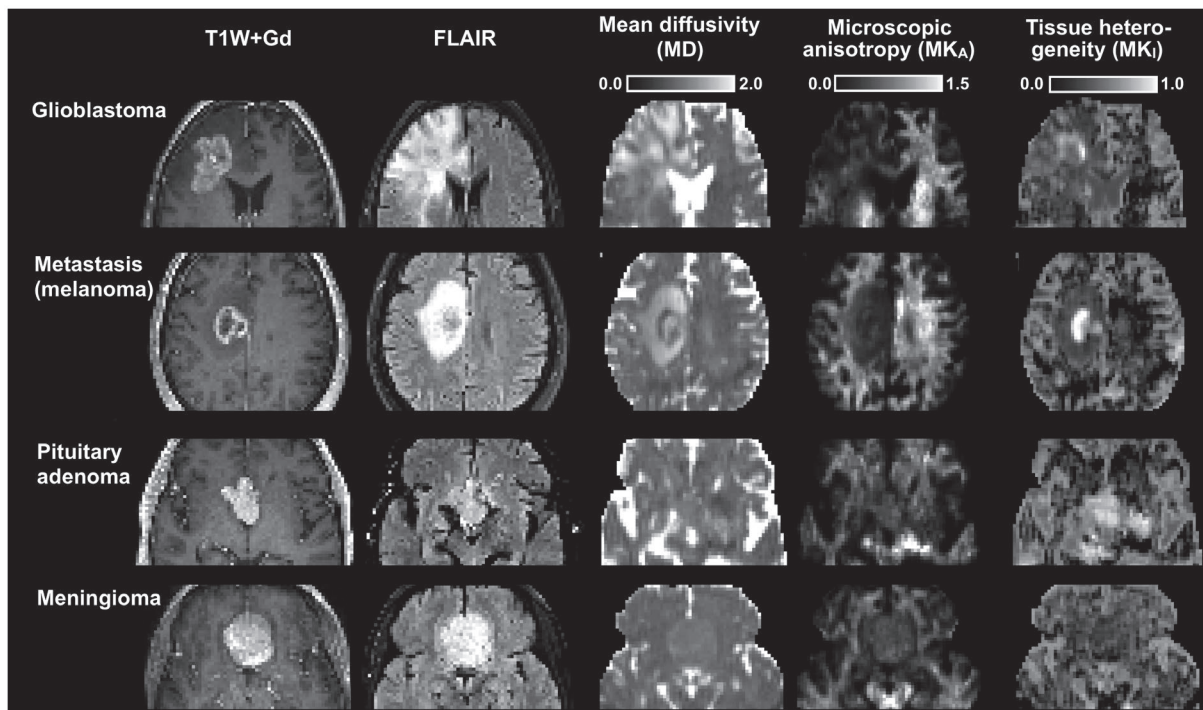 T1W+Gd
FLAIR
Mean diffusivity
(MD)
Microscopic
anisotropy (MKA)
Tissue hetero-
geneity (MKI)
0.0 2.0
0.0 1.5
0.0 1.0
Glioblastoma
Metastasis
(melanoma)
Pituitary
adenoma
Meningioma